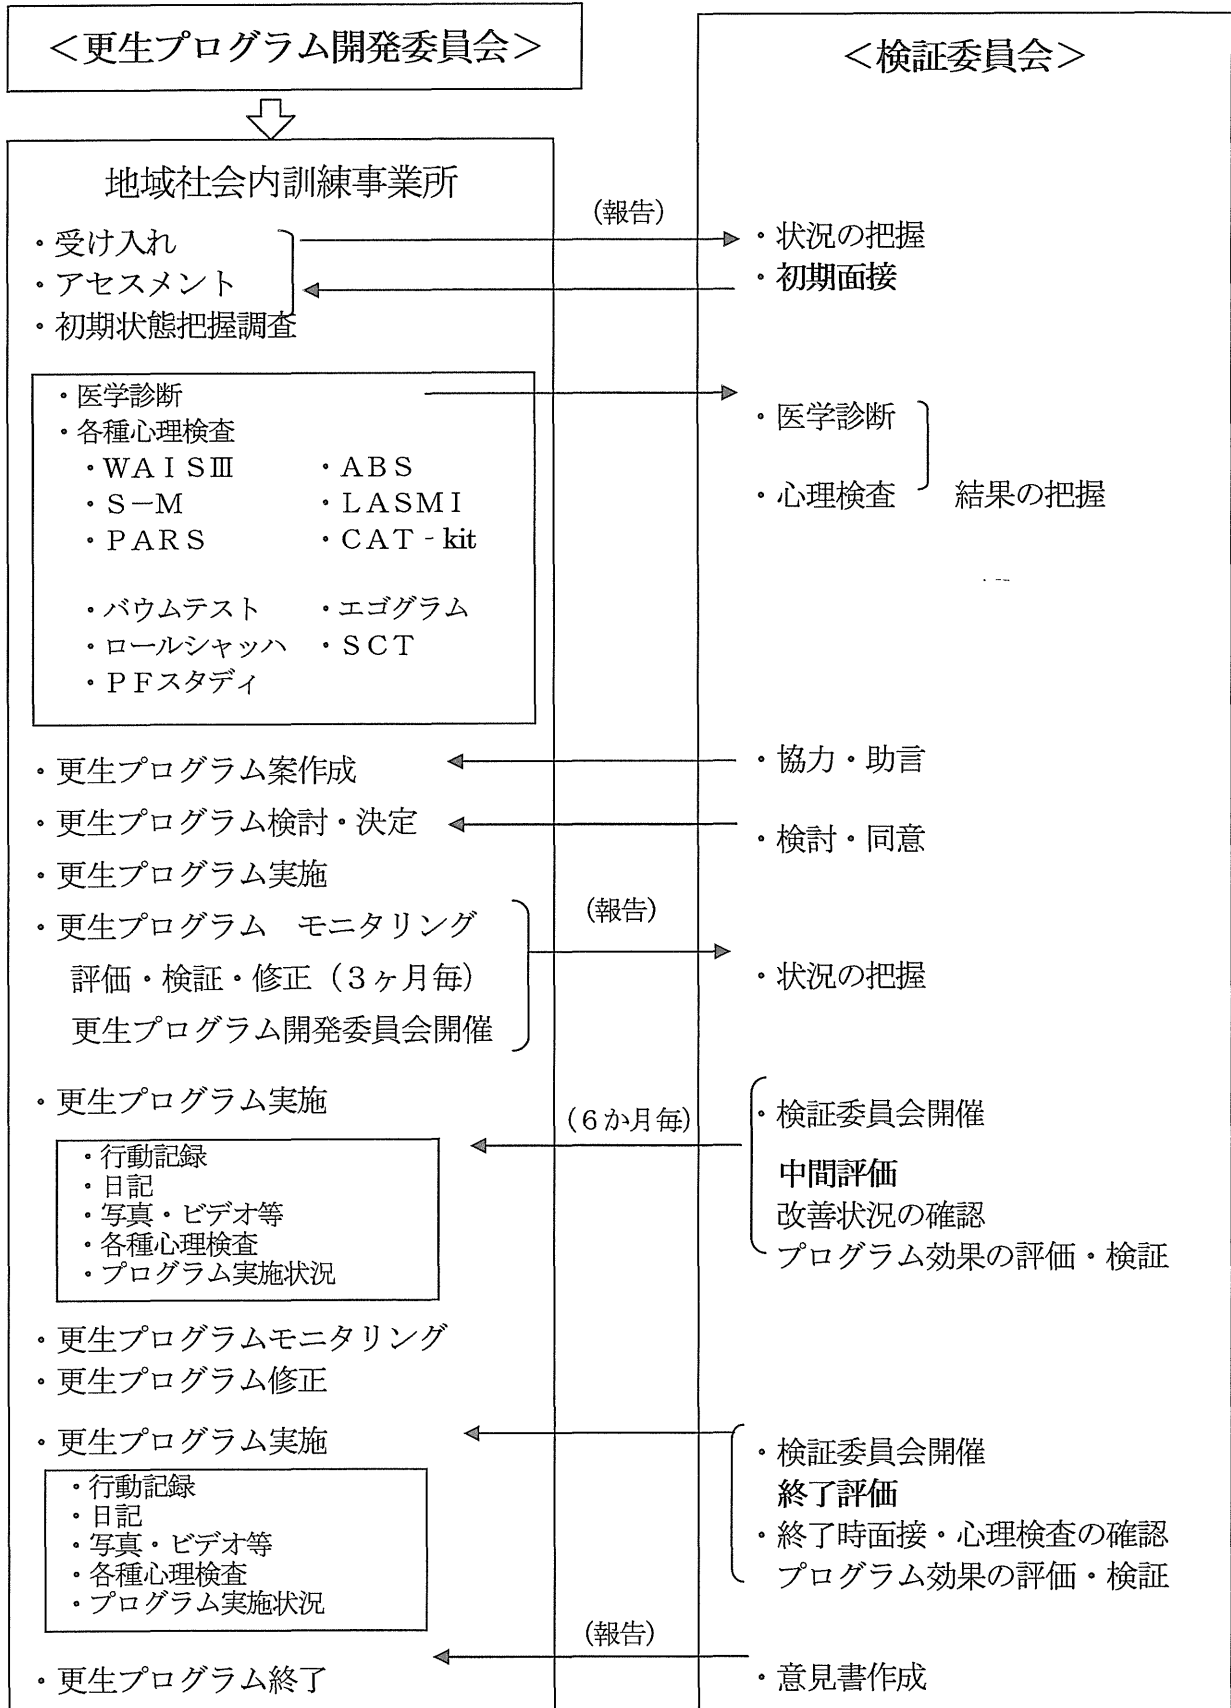 ＜更生プログラム開発委員会＞
地域社会内訓練事業所
・受け入れ
・アセスメント
・初期状態把握調査
・医学診断
・各種心理検査
・ＷＡＩＳⅢ ・ＡＢＳ
・Ｓ－Ｍ ・ＬＡＳＭＩ
・ＰＡＲＳ ・ＣＡＴ‐kit
・バウムテスト ・エゴグラム
・ロールシャッハ ・ＳＣＴ
・ＰＦスタディ
・更生プログラム案作成
・更生プログラム検討・決定
・更生プログラム実施
・更生プログラム　モニタリング
評価・検証・修正（３ヶ月毎）
更生プログラム開発委員会開催
・更生プログラム実施
・行動記録
・日記
・写真・ビデオ等
・各種心理検査
・プログラム実施状況
・更生プログラムモニタリング
・更生プログラム修正
・更生プログラム実施
・行動記録
・日記
・写真・ビデオ等
・各種心理検査
・プログラム実施状況
・更生プログラム終了
（報告）
（報告）
（６か月毎）
（報告）
＜検証委員会＞
・状況の把握
・初期面接
・医学診断
・心理検査　結果の把握
・協力・助言
・検討・同意
・状況の把握
・検証委員会開催
中間評価
改善状況の確認
プログラム効果の評価・検証
・検証委員会開催
終了評価
・終了時面接・心理検査の確認
プログラム効果の評価・検証
・意見書作成